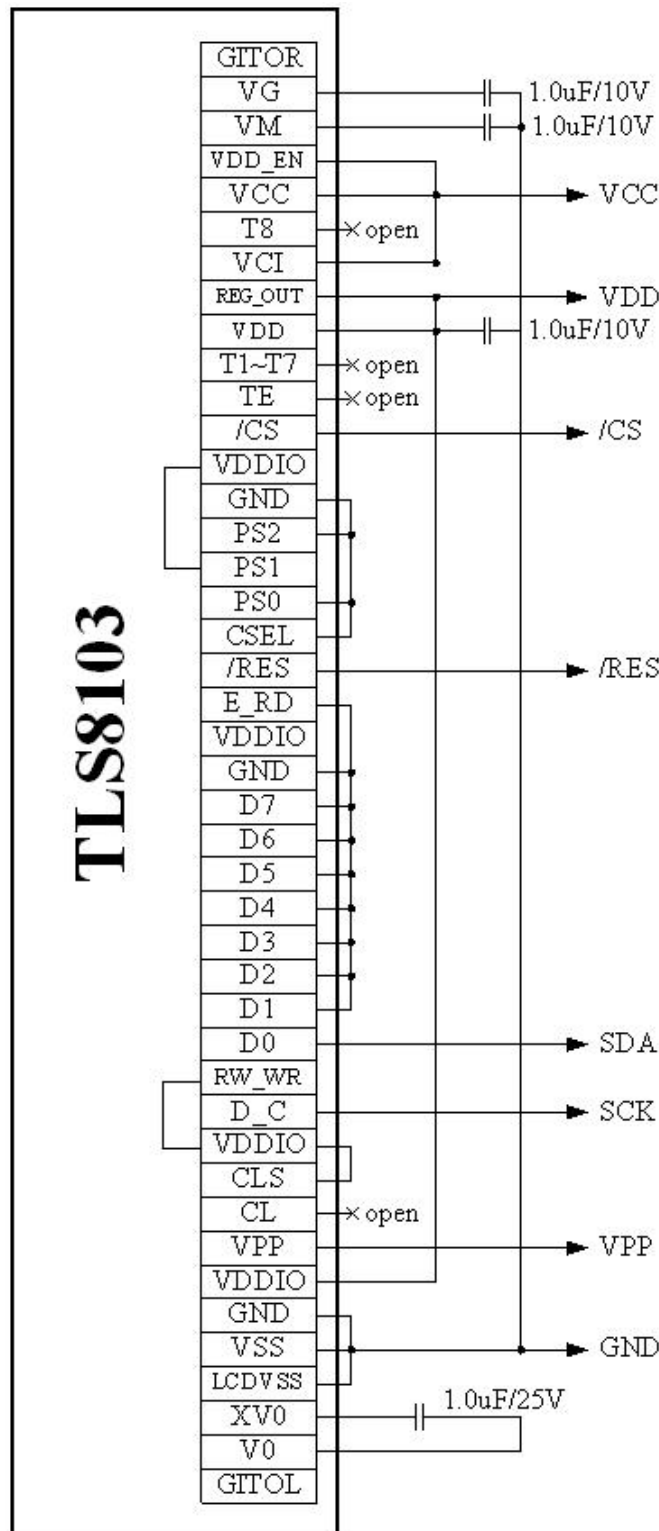 TLS8103
GITOR
VG 1.0uF/10V
VM 1.0uF/10V
VDD_EN
VCC VCC
T8 open
VCI
REG_OUT VDD
VDD 1.0uF/10V
T1~T7 open
TE open
/CS /CS
VDDIO
GND
PS2
PS1
PS0
CSEL
/RES /RES
E_RD
VDDIO
GND
D7
D6
D5
D4
D3
D2
D1
D0 SDA
RW_WR
D_C SCK
VDDIO
CLS
CL open
VPP VPP
VDDIO
GND
VSS GND
LCDVSS
XV0 1.0uF/25V
V0
GITOL